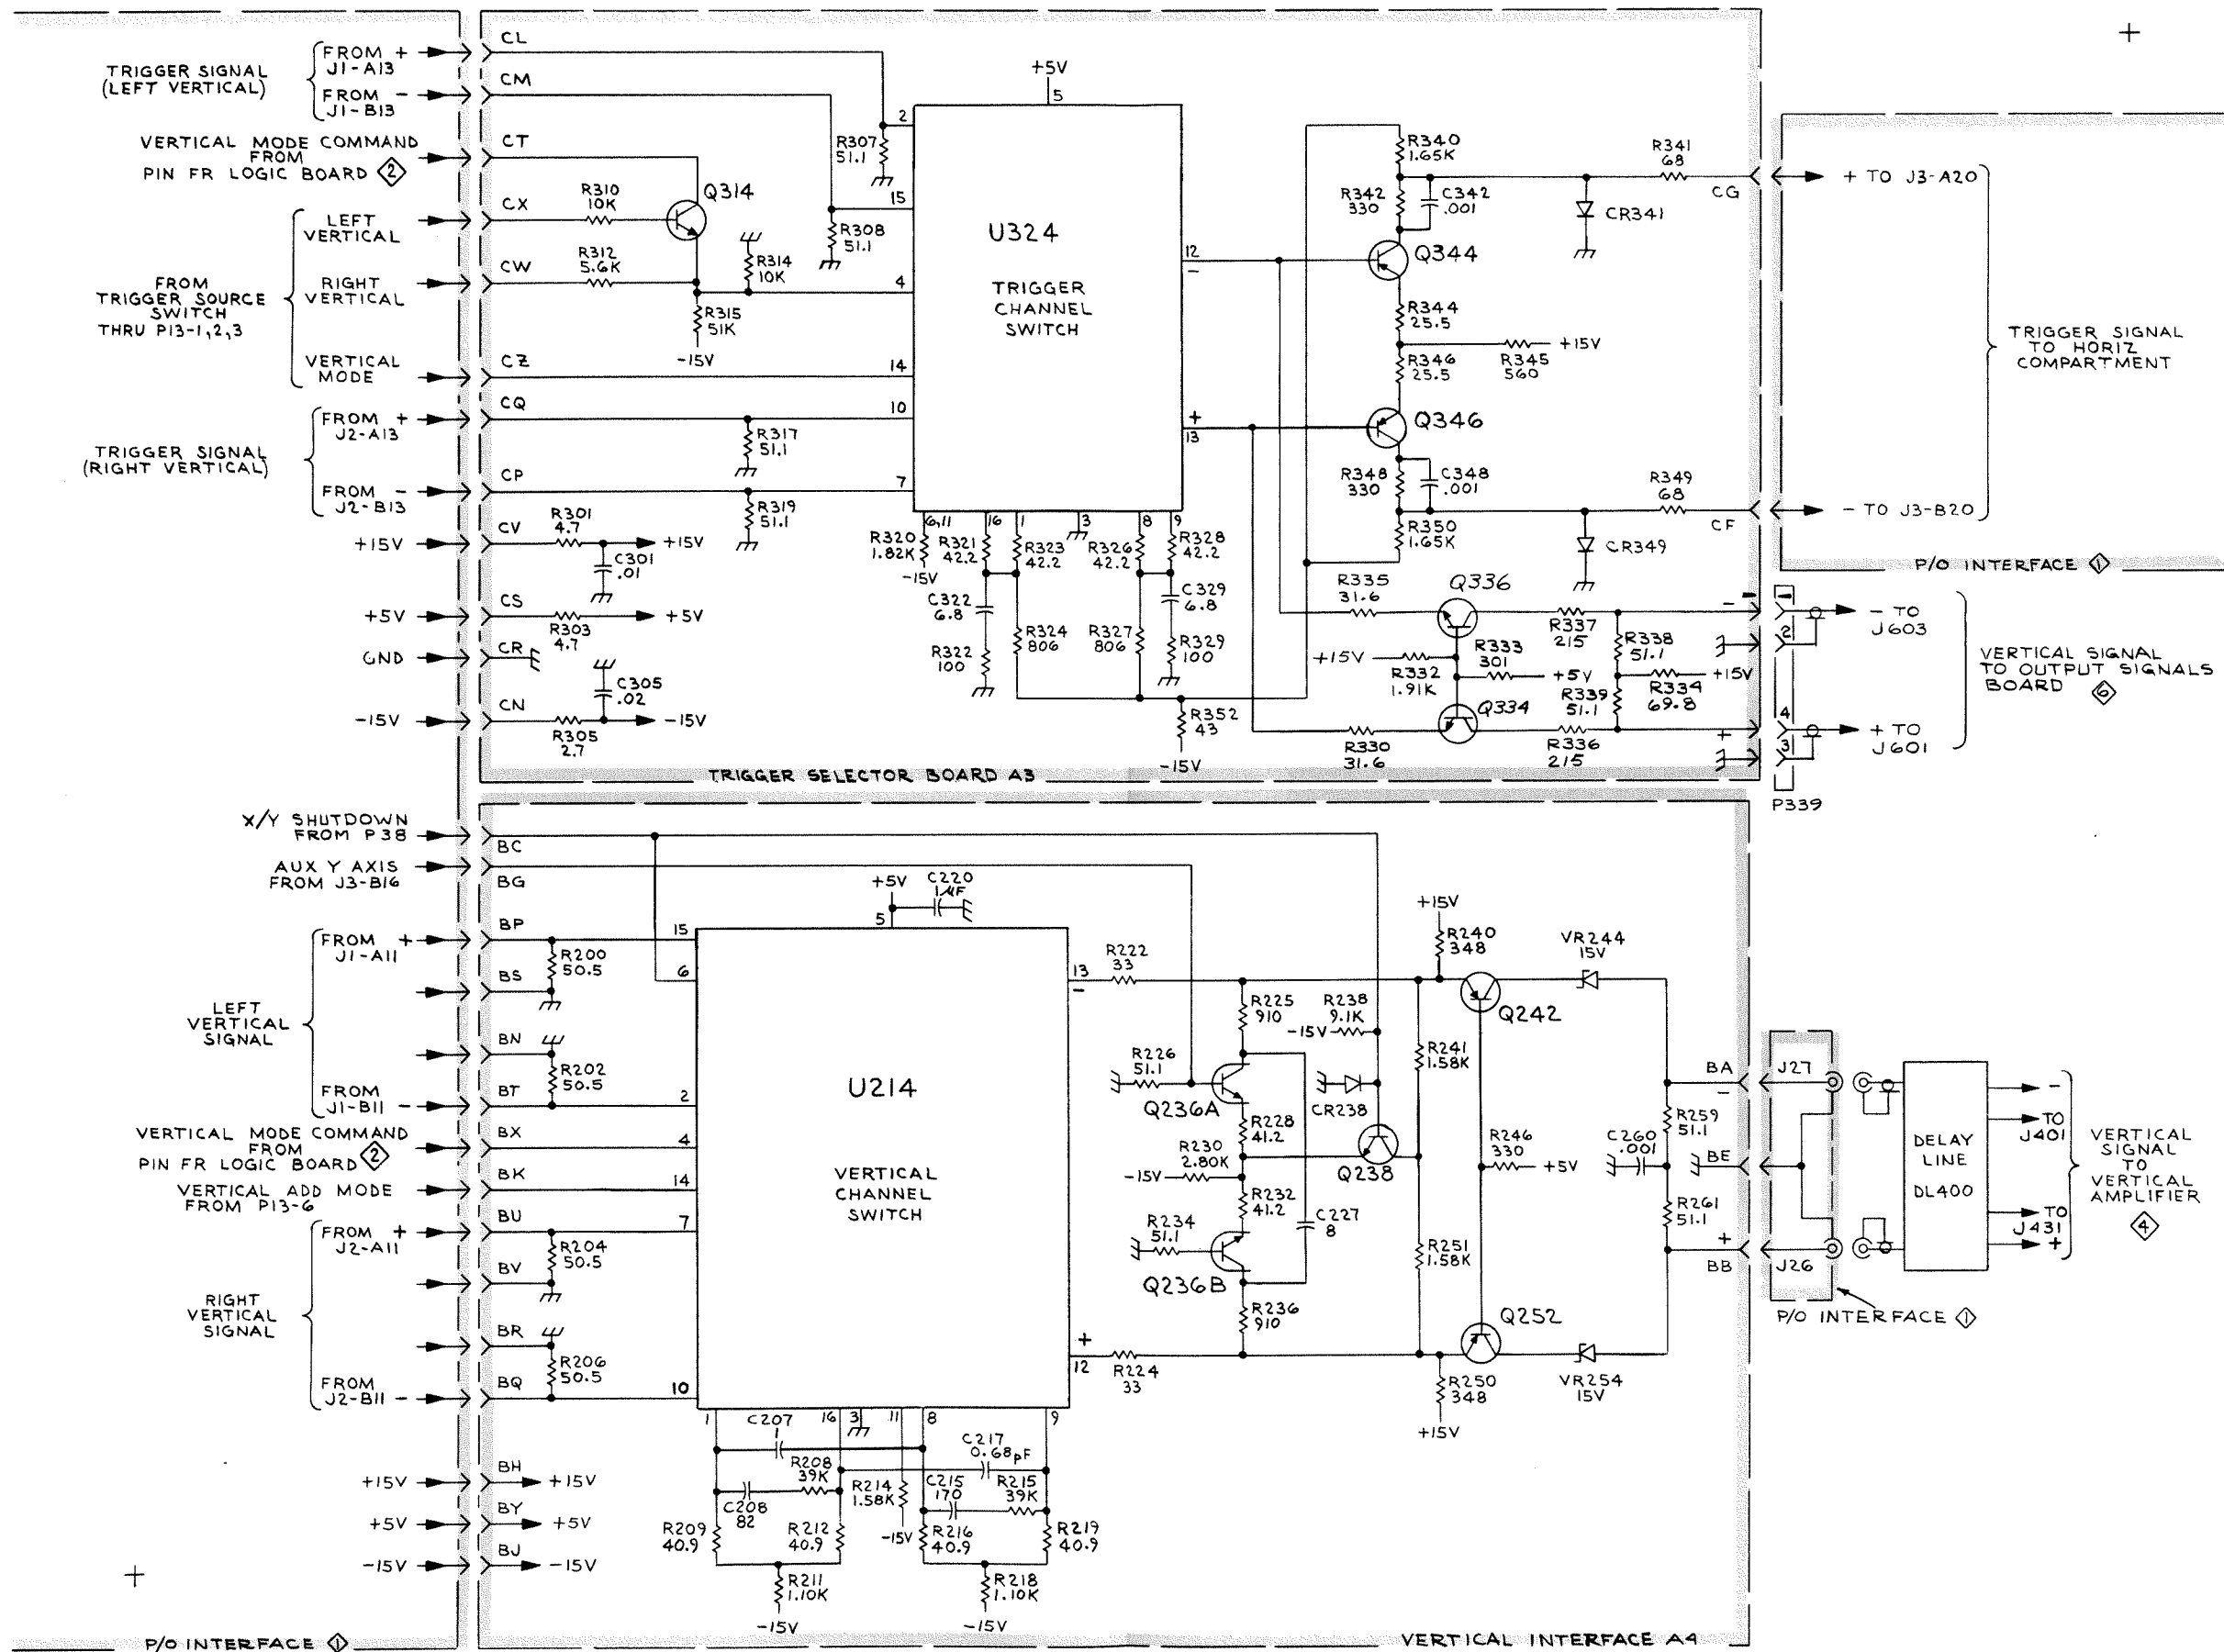 TRIGGER SIGNAL
(LEFT VERTICAL)
FROM +
J1-A13
FROM -
J1-B13
VERTICAL MODE COMMAND
FROM
PIN FR LOGIC BOARD 2
FROM
TRIGGER SOURCE
SWITCH
THRU P13-1,2,3
LEFT
VERTICAL
RIGHT
VERTICAL
VERTICAL
MODE
TRIGGER SIGNAL
(RIGHT VERTICAL)
FROM +
J2-A13
FROM -
J2-B13
+15V
+5V
GND
-15V
CL
CM
CT
CX
CW
CZ
CQ
CP
CV
CS
CR
CN
R310
10K
R312
5.6K
Q314
R314
10K
R315
51K
-15V
R307
51.1
R308
51.1
R317
51.1
R319
51.1
R301
4.7
+15V
C301
.01
R303
4.7
+5V
C305
.02
R305
2.7
-15V
+5V
5
2
15
4
14
10
7
U324
TRIGGER
CHANNEL
SWITCH
12
-
+
13
6,11
16
1
3
8
9
R320
1.82K
-15V
R321
42.2
R323
42.2
R326
42.2
R328
42.2
C322
6.8
R322
100
R324
806
R327
806
C329
6.8
R329
100
R352
43
-15V
R340
1.65K
R342
330
C342
.001
Q344
R344
25.5
R346
25.5
R345
560
+15V
Q346
R348
330
C348
.001
R350
1.65K
R341
68
CR341
CG
R349
68
CR349
CF
R335
31.6
Q336
R337
215
R338
51.1
+15V
R332
1.91K
R333
301
+5V
R339
51.1
R334
69.8
+15V
Q334
R330
31.6
R336
215
-
+
1
2
4
3
P339
+ TO J3-A20
- TO J3-B20
TRIGGER SIGNAL
TO HORIZ
COMPARTMENT
P/O INTERFACE 1
- TO
J603
+ TO
J601
VERTICAL SIGNAL
TO OUTPUT SIGNALS
BOARD 6
TRIGGER SELECTOR BOARD A3
X/Y SHUTDOWN
FROM P38
AUX Y AXIS
FROM J3-B16
LEFT
VERTICAL
SIGNAL
FROM +
J1-A11
FROM
J1-B11 -
VERTICAL MODE COMMAND
FROM
PIN FR LOGIC BOARD 2
VERTICAL ADD MODE
FROM P13-6
RIGHT
VERTICAL
SIGNAL
FROM +
J2-A11
FROM
J2-B11 -
+15V
+5V
-15V
BC
BG
BP
BS
BN
BT
BX
BK
BU
BV
BR
BQ
BH
+15V
BY
+5V
BJ
-15V
R200
50.5
R202
50.5
R204
50.5
R206
50.5
+5V
C220
1µF
5
15
6
2
4
14
7
10
U214
VERTICAL
CHANNEL
SWITCH
13
-
+
12
1
16
3
11
8
9
C207
1
C208
82
R208
39K
R209
40.9
R212
40.9
R211
1.10K
-15V
R214
1.58K
-15V
C217
0.68pF
C215
170
R215
39K
R216
40.9
R219
40.9
R218
1.10K
-15V
R222
33
R224
33
R225
910
R226
51.1
Q236A
R228
41.2
R230
2.80K
-15V
R232
41.2
R234
51.1
Q236B
R236
910
C227
8
R238
9.1K
-15V
CR238
Q238
+15V
R240
348
R241
1.58K
R251
1.58K
Q242
R246
330
+5V
Q252
R250
348
+15V
VR244
15V
VR254
15V
C260
.001
R259
51.1
R261
51.1
BA
-
BE
+
BB
J27
J26
P/O INTERFACE 1
DELAY
LINE
DL400
-
TO
J401
TO
J431
+
VERTICAL
SIGNAL
TO
VERTICAL
AMPLIFIER
4
P/O INTERFACE 1
VERTICAL INTERFACE A4